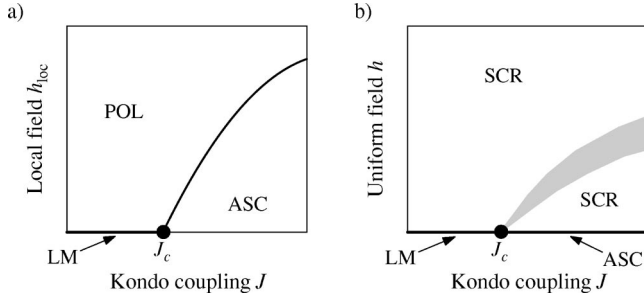 a)
Local field h_loc
POL
ASC
LM
J_c
Kondo coupling J
b)
Uniform field h
SCR
SCR
LM
J_c
ASC
Kondo coupling J